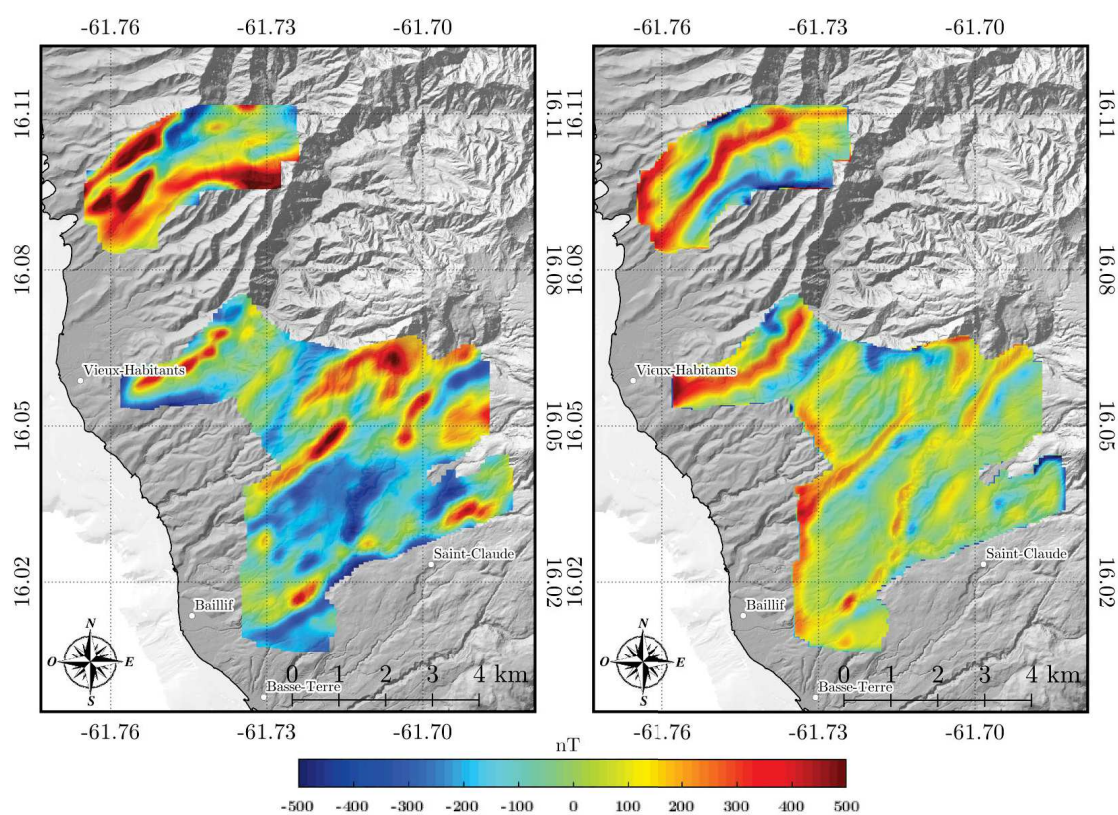 -61.76 -61.73 -61.70 -61.76 -61.73 -61.70
16.11 16.11 16.11 16.11
16.08 16.08 16.08 16.08
Vieux-Habitants Vieux-Habitants
16.05 16.05 16.05 16.05
Saint-Claude Saint-Claude
16.02 16.02 16.02 16.02
Baillif Baillif
N N
O E O E
S S
0 1 2 3 4 km 0 1 2 3 4 km
Basse-Terre Basse-Terre
-61.76 -61.73 -61.70 -61.76 -61.73 -61.70
nT
-500 -400 -300 -200 -100 0 100 200 300 400 500